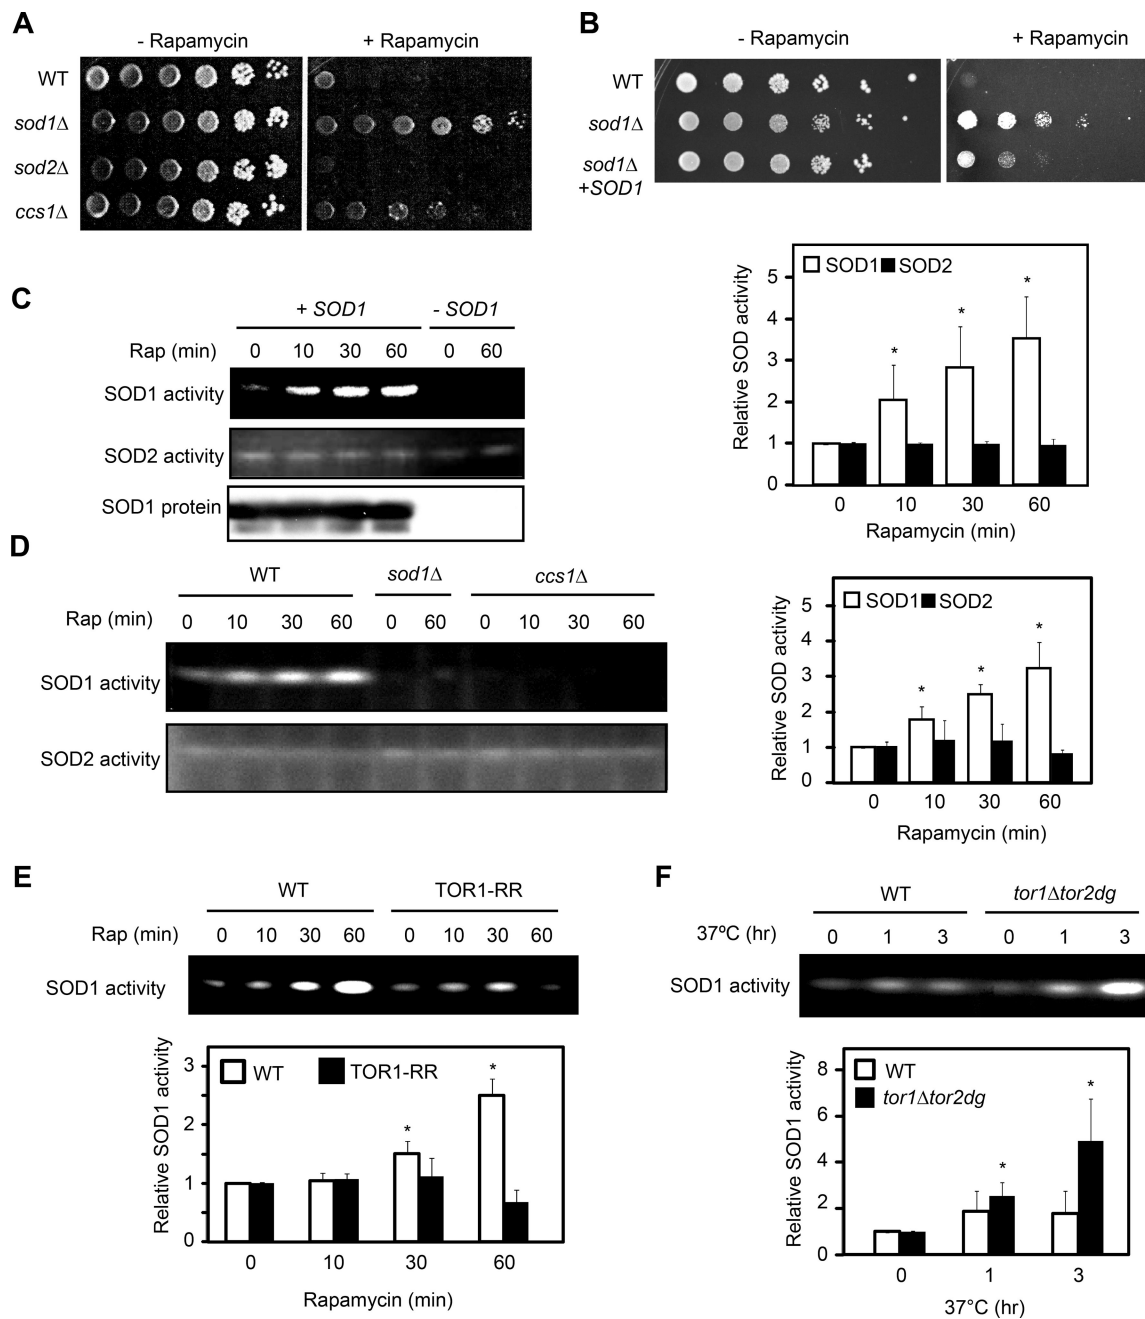 A
- Rapamycin
+ Rapamycin
WT
sod1Δ
sod2Δ
ccs1Δ
B
- Rapamycin
+ Rapamycin
WT
sod1Δ
sod1Δ
+SOD1
C
+ SOD1
- SOD1
Rap (min)
0 10 30 60 0 60
SOD1 activity
SOD2 activity
SOD1 protein
Relative SOD activity
SOD1 SOD2
5
4
3
2
1
0
* * *
0 10 30 60
Rapamycin (min)
D
WT sod1Δ ccs1Δ
Rap (min)
0 10 30 60 0 60 0 10 30 60
SOD1 activity
SOD2 activity
Relative SOD activity
SOD1 SOD2
5
4
3
2
1
0
* * *
0 10 30 60
Rapamycin (min)
E
WT TOR1-RR
Rap (min) 0 10 30 60 0 10 30 60
SOD1 activity
Relative SOD1 activity
WT TOR1-RR
3
2
1
0
* *
0 10 30 60
Rapamycin (min)
F
WT tor1Δtor2dg
37ºC (hr) 0 1 3 0 1 3
SOD1 activity
Relative SOD1 activity
WT
tor1Δtor2dg
8
6
4
2
0
* *
0 1 3
37°C (hr)